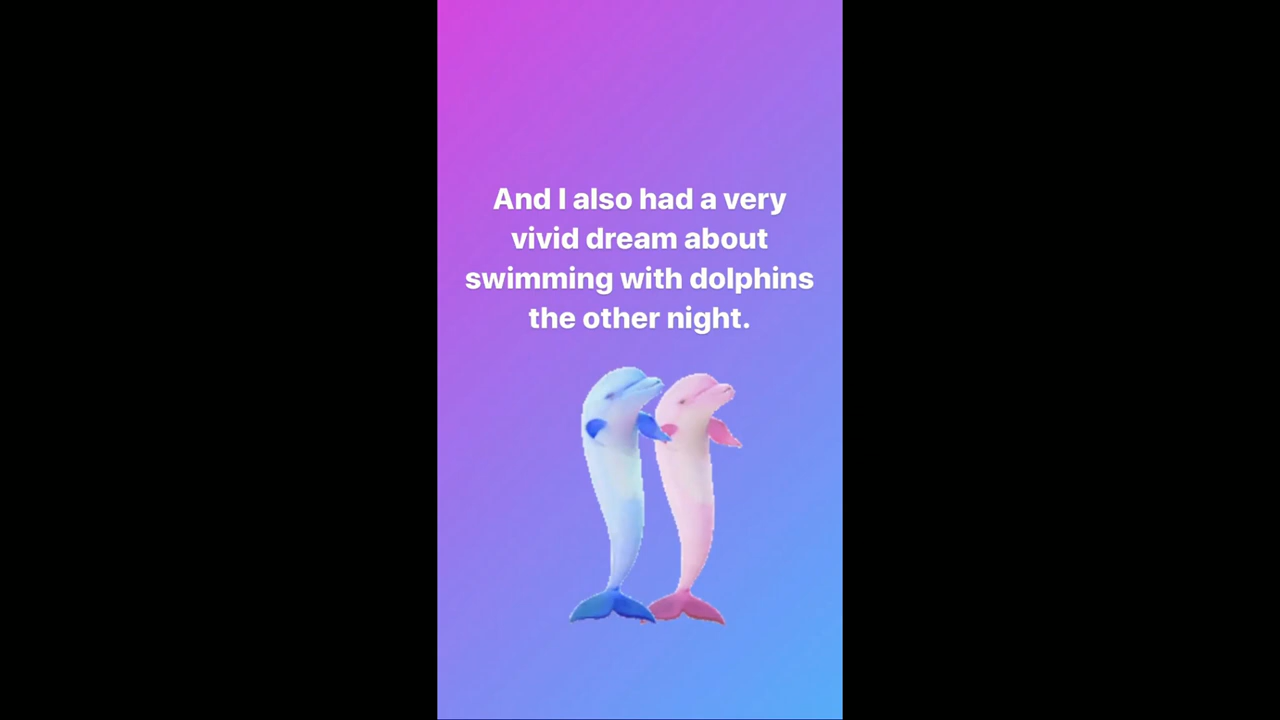 And I also had a very
vivid dream about
swimming with dolphins
the other night.